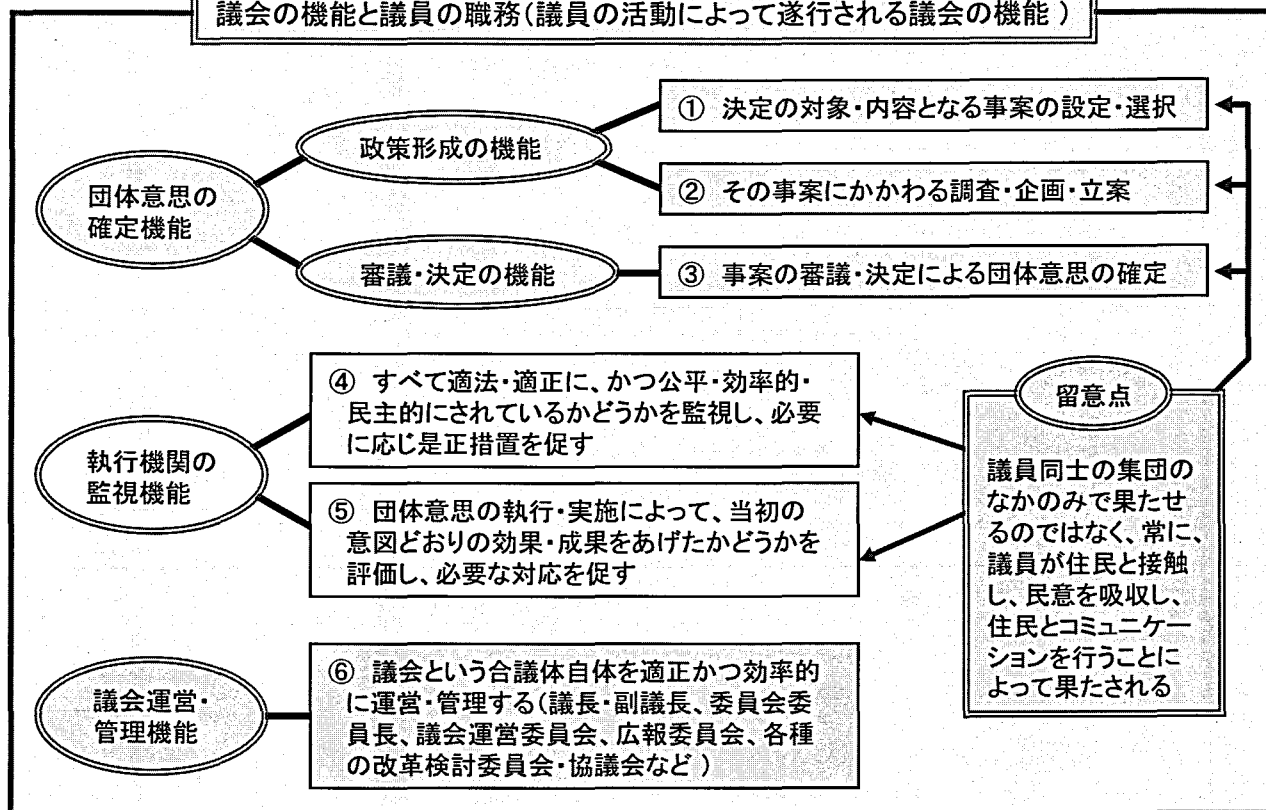 議会の機能と議員の職務(議員の活動によって遂行される議会の機能 )
団体意思の
確定機能
政策形成の機能
① 決定の対象・内容となる事案の設定・選択
② その事案にかかわる調査・企画・立案
審議・決定の機能
③ 事案の審議・決定による団体意思の確定
執行機関の
監視機能
④ すべて適法・適正に、かつ公平・効率的・
民主的にされているかどうかを監視し、必要
に応じ是正措置を促す
⑤ 団体意思の執行・実施によって、当初の
意図どおりの効果・成果をあげたかどうかを
評価し、必要な対応を促す
留意点
議員同士の集団の
なかのみで果たせ
るのではなく、常に、
議員が住民と接触
し、民意を吸収し、
住民とコミュニケー
ションを行うことに
よって果たされる
議会運営・
管理機能
⑥ 議会という合議体自体を適正かつ効率的
に運営・管理する(議長・副議長、委員会委
員長、議会運営委員会、広報委員会、各種
の改革検討委員会・協議会など )